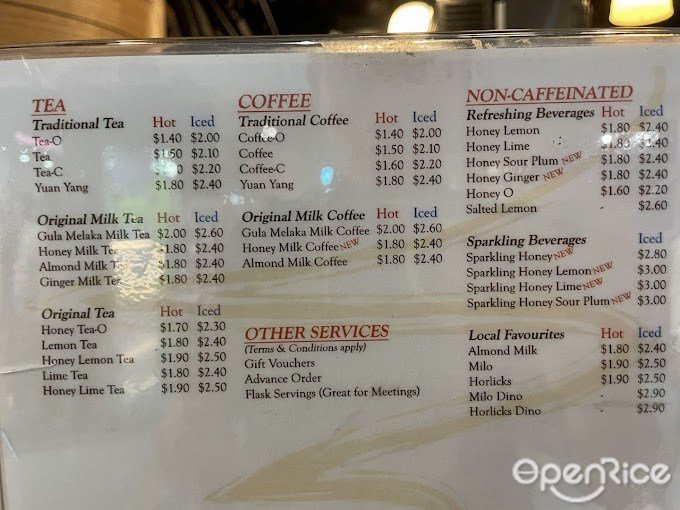 TEA
Traditional Tea Hot Iced
Tea-O $1.40 $2.00
Tea $1.50 $2.10
Tea-C $2.20
Yuan Yang $1.80 $2.40
Original Milk Tea Hot Iced
Gula Melaka Milk Tea $2.00 $2.60
Honey Milk Tea $1.80 $2.40
Almond Milk T $1.80 $2.40
Ginger Milk Tea $1.80 $2.40
Original Tea Hot Iced
Honey Tea-O $1.70 $2.30
Lemon Tea $1.80 $2.40
Honey Lemon Tea $1.90 $2.50
Lime Tea $1.80 $2.40
Honey Lime Tea $1.90 $2.50
COFFEE
Traditional Coffee Hot Iced
Coffee-O $1.40 $2.00
Coffee $1.50 $2.10
Coffee-C $1.60 $2.20
Yuan Yang $1.80 $2.40
Original Milk Coffee Hot Iced
Gula Melaka Milk Coffee $2.00 $2.60
Honey Milk Coffee NEW $1.80 $2.40
Almond Milk Coffee $1.80 $2.40
OTHER SERVICES
(Terms & Conditions apply)
Gift Vouchers
Advance Order
Flask Servings (Great for Meetings)
NON-CAFFEINATED
Refreshing Beverages Hot Iced
Honey Lemon $1.80 $2.40
Honey Lime $1.80 $2.40
Honey Sour Plum NEW $1.80 $2.40
Honey Ginger NEW $1.80 $2.40
Honey O $1.60 $2.20
Salted Lemon - $2.60
Sparkling Beverages Iced
Sparkling Honey NEW $2.80
Sparkling Honey Lemon NEW $3.00
Sparkling Honey Lime NEW $3.00
Sparkling Honey Sour Plum NEW $3.00
Local Favourites Hot Iced
Almond Milk $1.80 $2.40
Milo $1.90 $2.50
Horlicks $1.90 $2.50
Milo Dino - $2.90
Horlicks Dino - $2.90
OpenRice